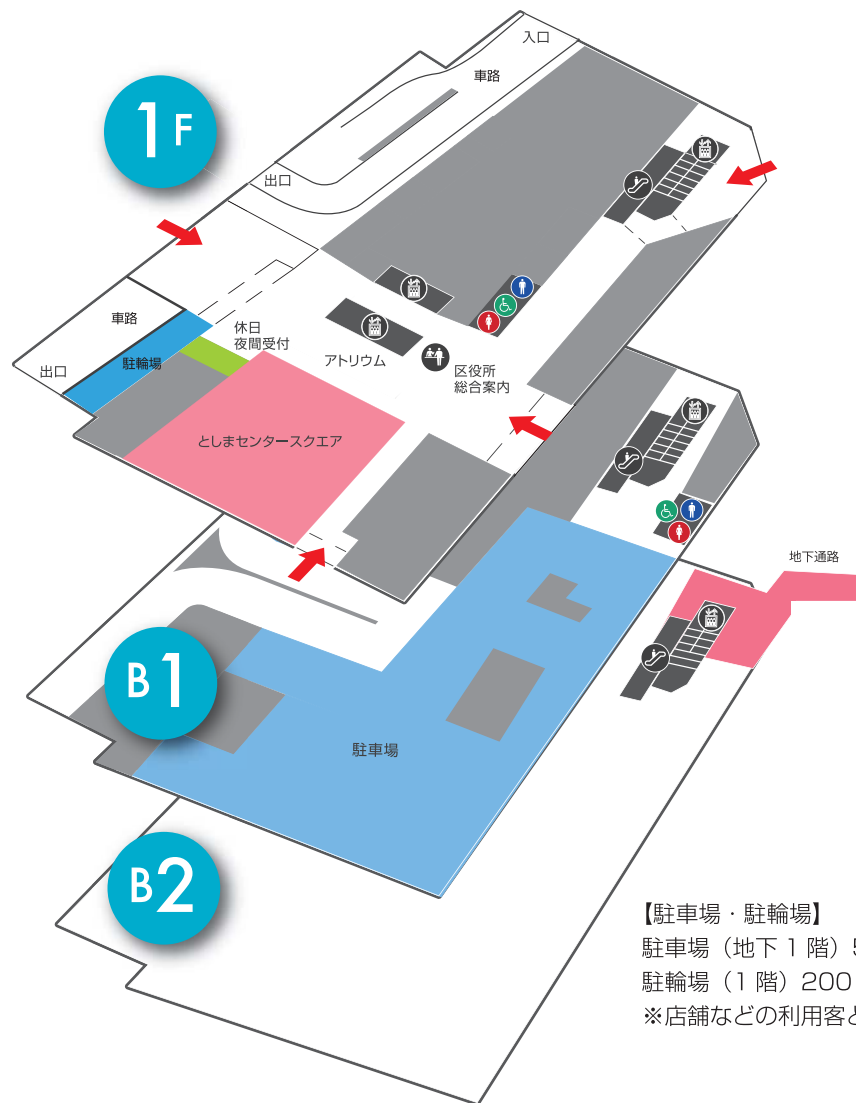 1F
入口
車路
出口
車路
駐輪場
出口
休日
夜間受付
アトリウム
区役所
総合案内
としまセンタースクエア
地下通路
B1
駐車場
B2
【駐車場・駐輪場】
駐車場（地下1階）5
駐輪場（1階）200
※店舗などの利用客と